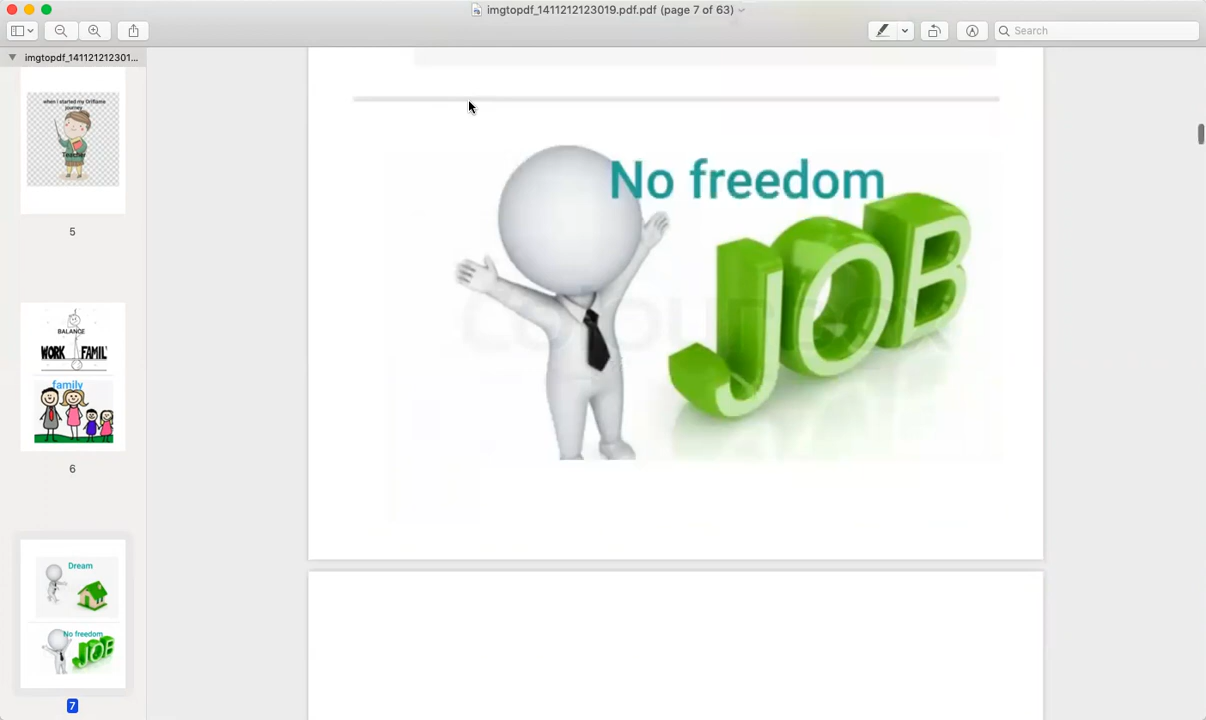 imgtopdf_1411212123019.pdf.pdf (page 7 of 63)
Search
imgtopdf_141121212301...
when I started my Oriflame
journey
Teacher
5
BALANCE
WORK FAMIL
family
6
Dream
No freedom
JOB
7
No freedom
JOB